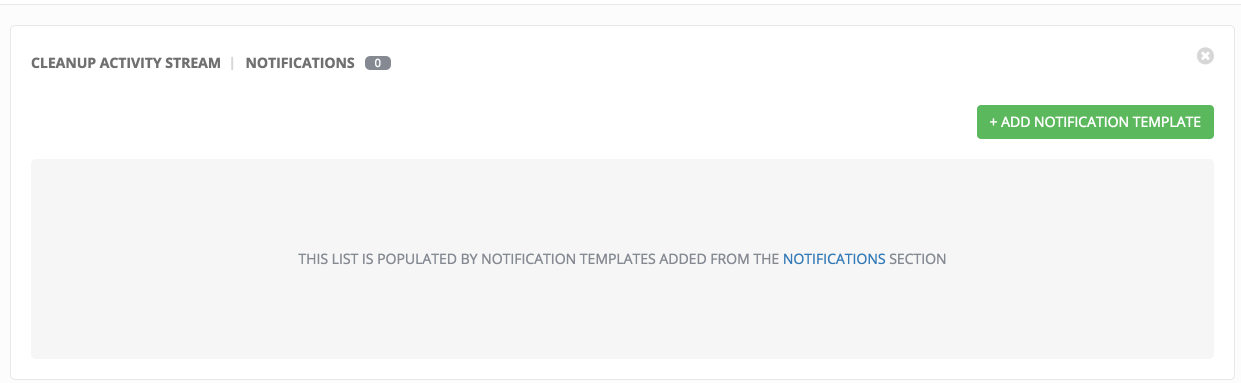 CLEANUP ACTIVITY STREAM | NOTIFICATIONS 0
+ ADD NOTIFICATION TEMPLATE
THIS LIST IS POPULATED BY NOTIFICATION TEMPLATES ADDED FROM THE NOTIFICATIONS SECTION